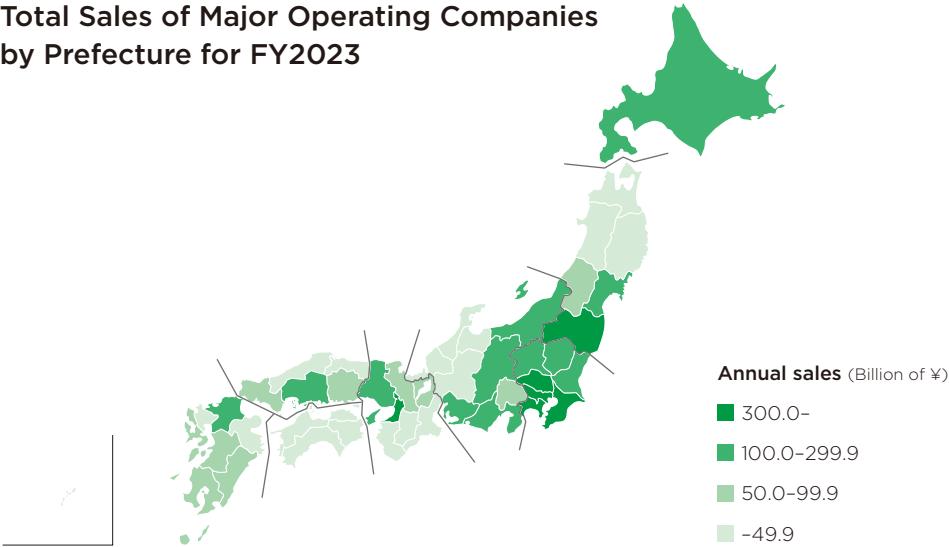 Total Sales of Major Operating Companies
by Prefecture for FY2023
Annual sales (Billion of ¥)
300.0–
100.0–299.9
50.0–99.9
–49.9